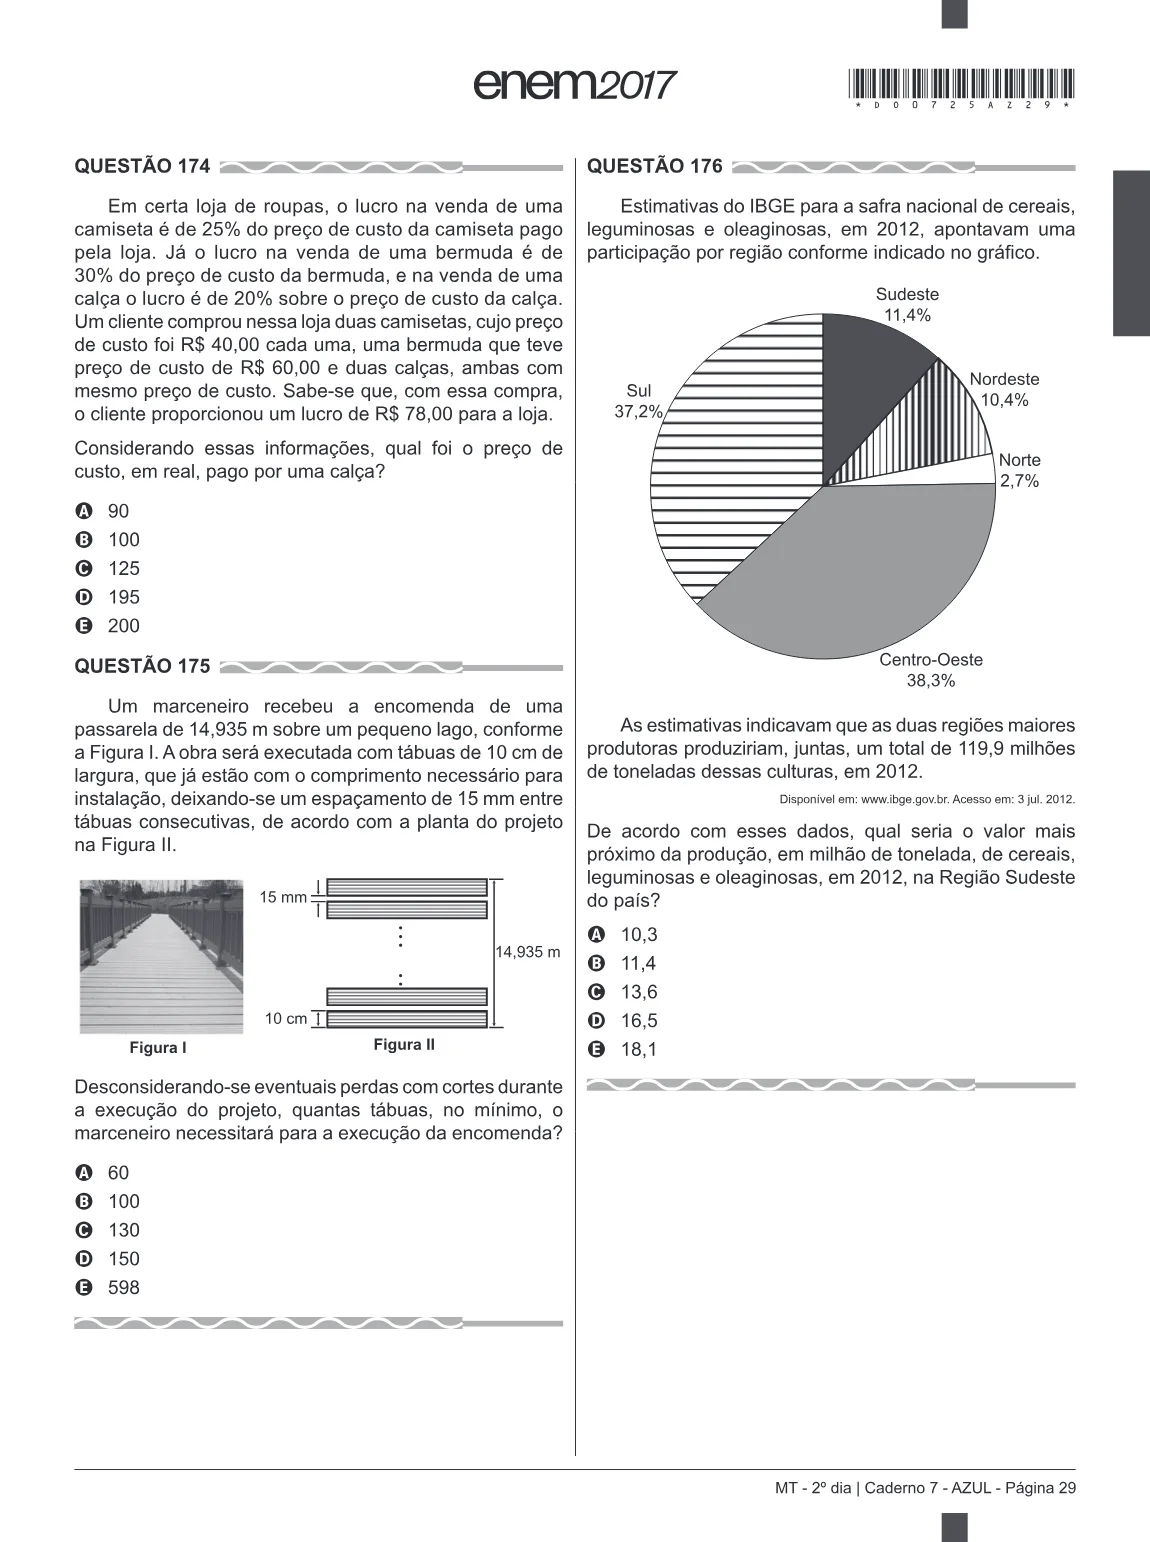 enem2017
*D00725AZ29*
QUESTÃO 174
Em certa loja de roupas, o lucro na venda de uma
camiseta é de 25% do preço de custo da camiseta pago
pela loja. Já o lucro na venda de uma bermuda é de
30% do preço de custo da bermuda, e na venda de uma
calça o lucro é de 20% sobre o preço de custo da calça.
Um cliente comprou nessa loja duas camisetas, cujo preço
de custo foi R$ 40,00 cada uma, uma bermuda que teve
preço de custo de R$ 60,00 e duas calças, ambas com
mesmo preço de custo. Sabe-se que, com essa compra,
o cliente proporcionou um lucro de R$ 78,00 para a loja.
Considerando essas informações, qual foi o preço de
custo, em real, pago por uma calça?
A 90
B 100
C 125
D 195
E 200
QUESTÃO 175
Um marceneiro recebeu a encomenda de uma
passarela de 14,935 m sobre um pequeno lago, conforme
a Figura I. A obra será executada com tábuas de 10 cm de
largura, que já estão com o comprimento necessário para
instalação, deixando-se um espaçamento de 15 mm entre
tábuas consecutivas, de acordo com a planta do projeto
na Figura II.
15 mm
14,935 m
10 cm
Figura I
Figura II
Desconsiderando-se eventuais perdas com cortes durante
a execução do projeto, quantas tábuas, no mínimo, o
marceneiro necessitará para a execução da encomenda?
A 60
B 100
C 130
D 150
E 598
QUESTÃO 176
Estimativas do IBGE para a safra nacional de cereais,
leguminosas e oleaginosas, em 2012, apontavam uma
participação por região conforme indicado no gráfico.
Sudeste
11,4%
Nordeste
10,4%
Sul
37,2%
Norte
2,7%
Centro-Oeste
38,3%
As estimativas indicavam que as duas regiões maiores
produtoras produziriam, juntas, um total de 119,9 milhões
de toneladas dessas culturas, em 2012.
Disponível em: www.ibge.gov.br. Acesso em: 3 jul. 2012.
De acordo com esses dados, qual seria o valor mais
próximo da produção, em milhão de tonelada, de cereais,
leguminosas e oleaginosas, em 2012, na Região Sudeste
do país?
A 10,3
B 11,4
C 13,6
D 16,5
E 18,1
MT - 2º dia | Caderno 7 - AZUL - Página 29